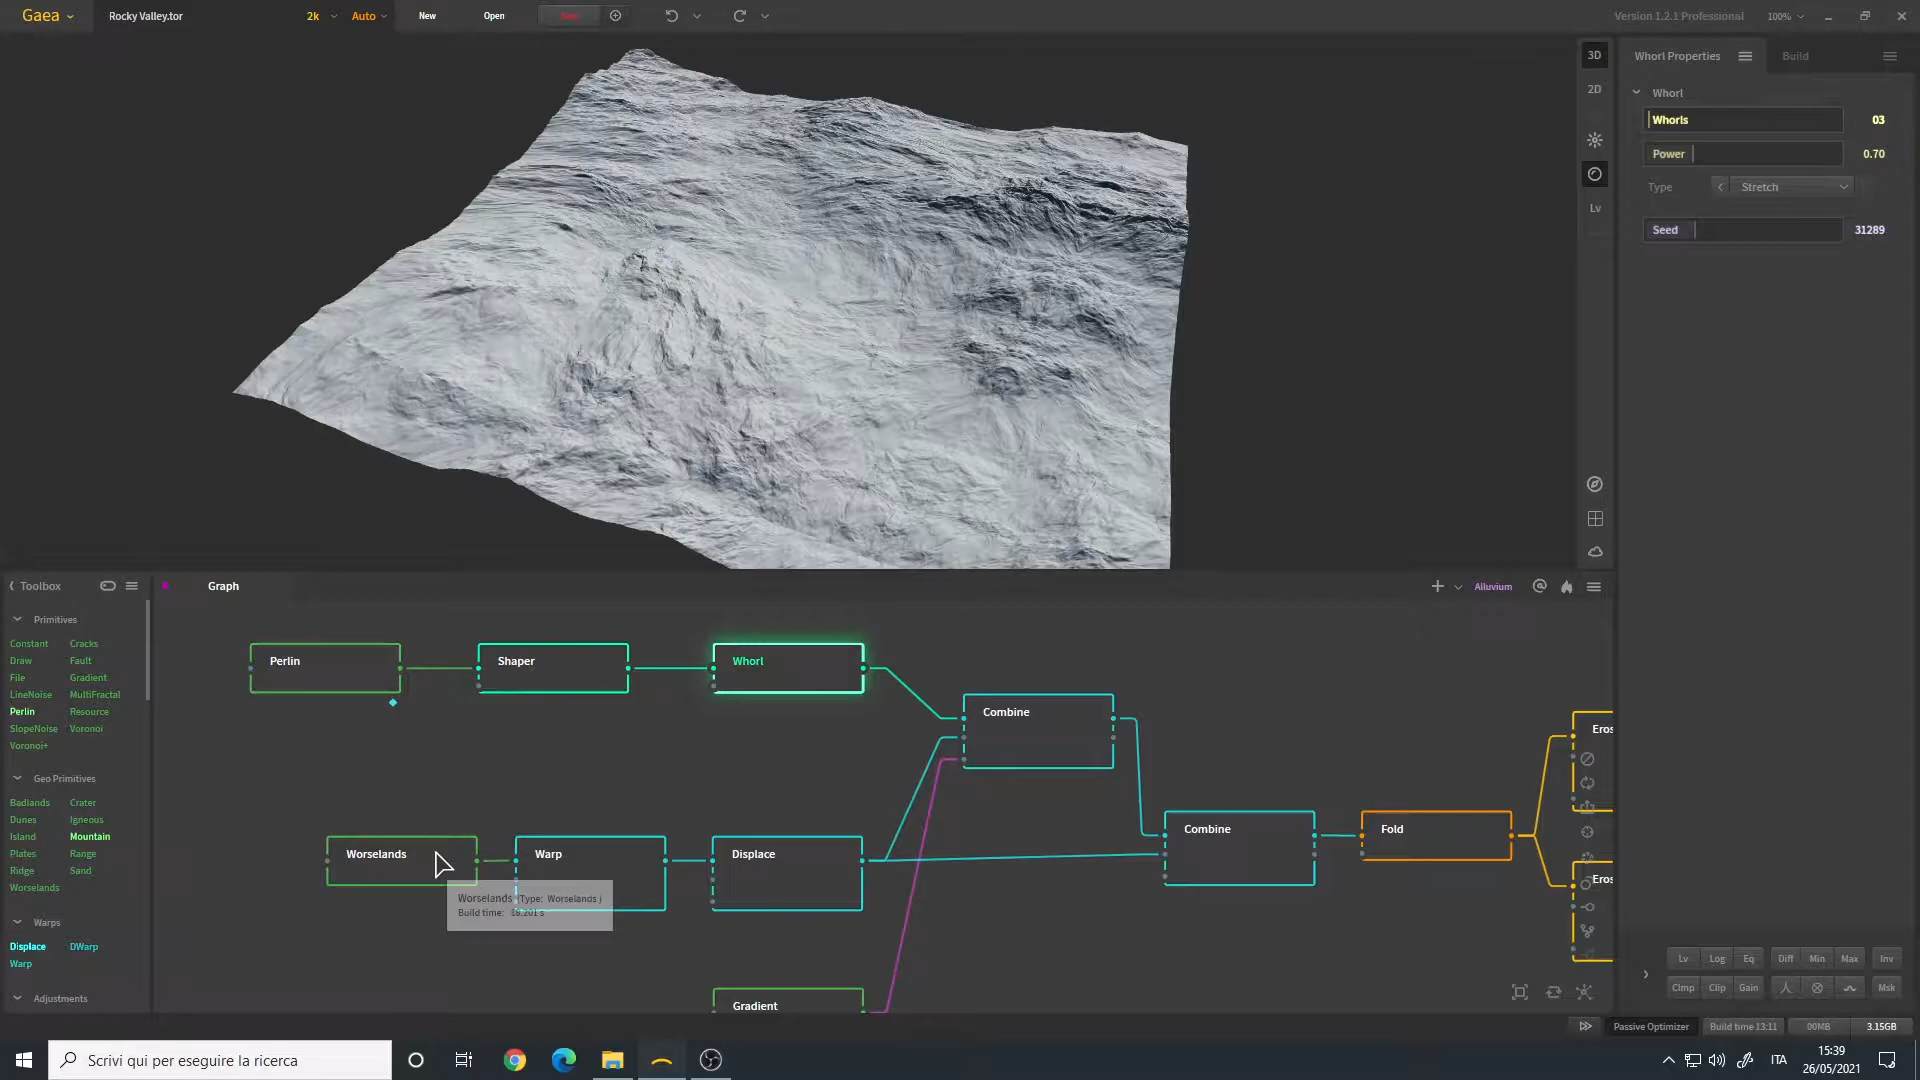 Gaea
Rocky Valley.tor
2k
Auto
New
Open
Save
Version 1.2.1 Professional
100%
3D
2D
Lv
Whorl Properties
Build
Whorl
Whorls
03
Power
0.70
Type
Stretch
Seed
31289
Toolbox
Graph
Alluvium
Primitives
Constant
Cracks
Draw
Fault
File
Gradient
LineNoise
MultiFractal
Perlin
Resource
SlopeNoise
Voronoi
Voronoi+
Geo Primitives
Badlands
Crater
Dunes
Igneous
Island
Mountain
Plates
Range
Ridge
Sand
Worselands
Warps
Displace
DWarp
Warp
Adjustments
Perlin
Shaper
Whorl
Combine
Worselands
Warp
Displace
Combine
Fold
Eros
Eros
Gradient
Worselands (Type: Worselands )
Build time: 18.201 s
Lv
Log
Eq
Diff
Min
Max
Inv
Clmp
Clip
Gain
Msk
Passive Optimizer
Build time 13:11
00MB
3.15GB
Scrivi qui per eseguire la ricerca
ITA
15:39
26/05/2021